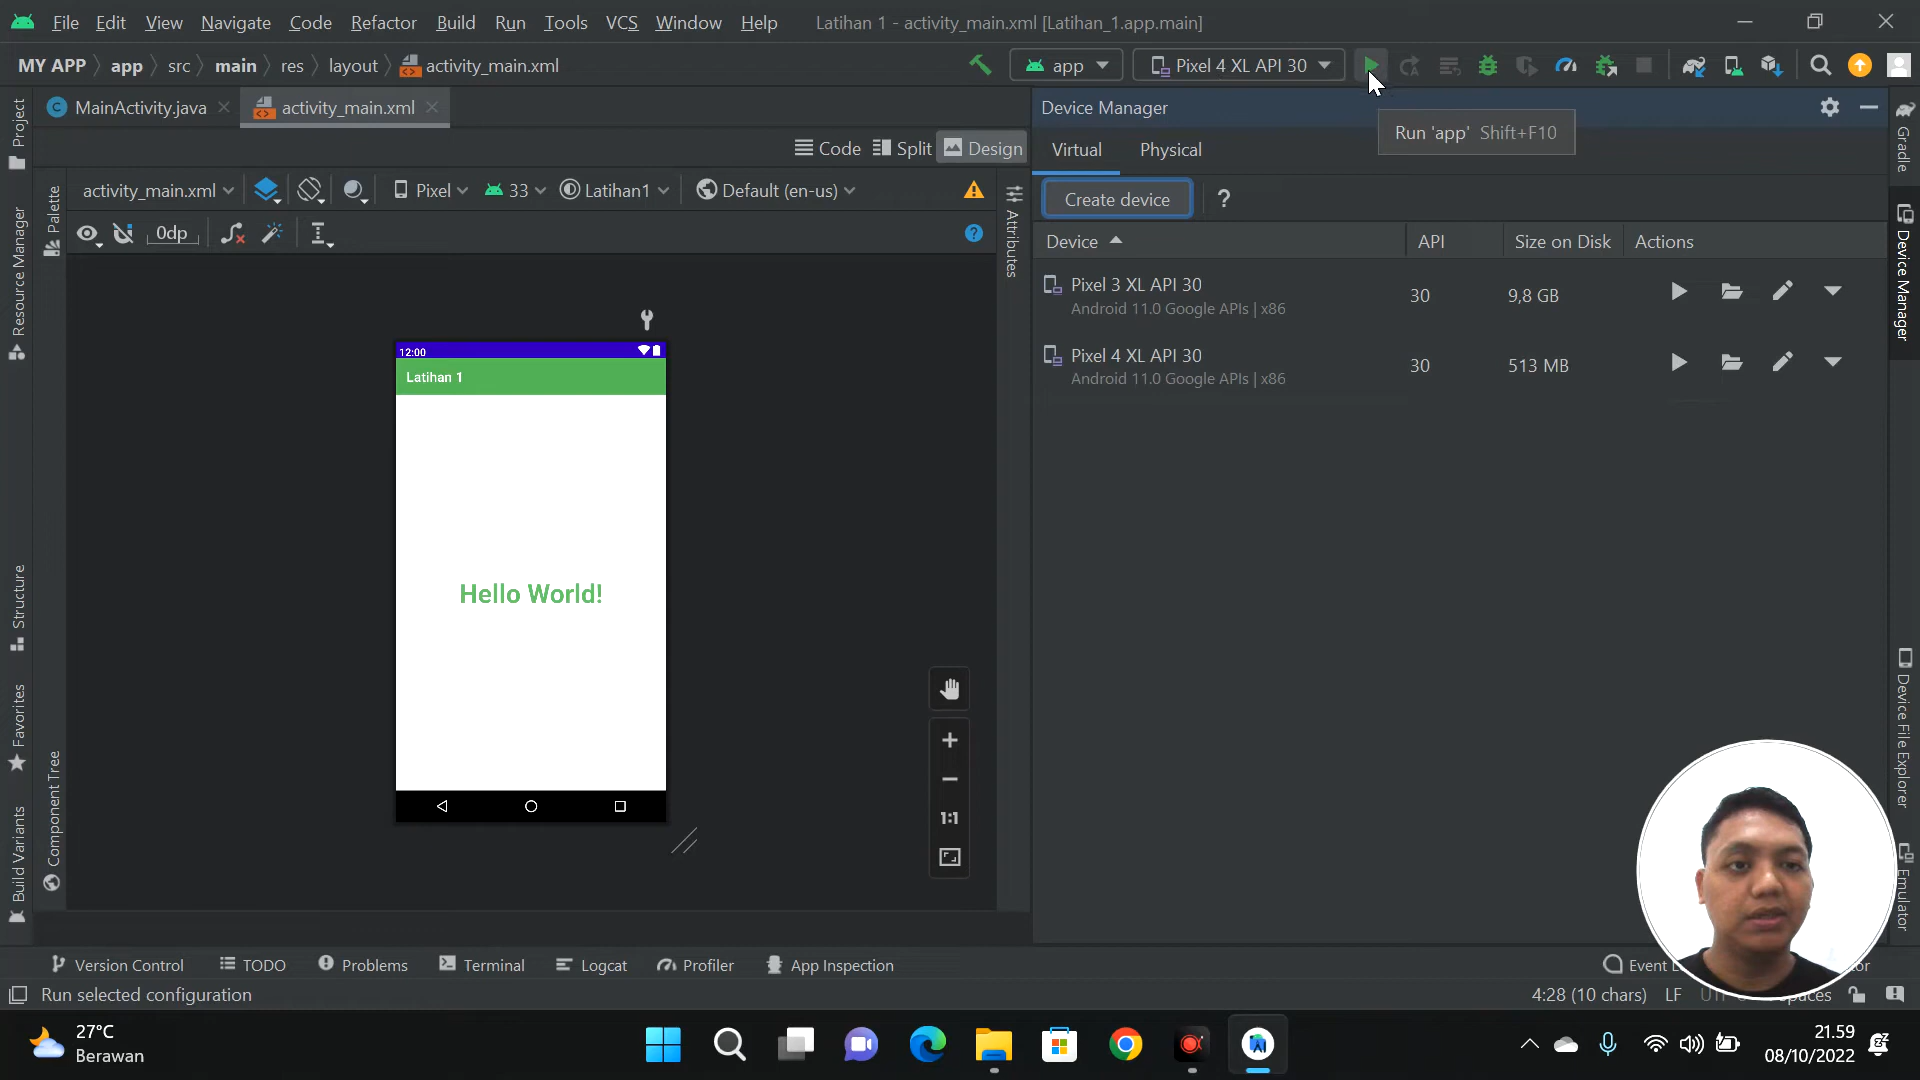 File Edit View Navigate Code Refactor Build Run Tools VCS Window Help Latihan 1 - activity_main.xml [Latihan_1.app.main]
MY APP app src main res layout activity_main.xml app Pixel 4 XL API 30
MainActivity.java activity_main.xml Device Manager
Run 'app' Shift+F10
Code Split Design Virtual Physical
activity_main.xml Pixel 33 Latihan1 Default (en-us) Create device ?
0dp ?
Device API Size on Disk Actions
Pixel 3 XL API 30
Android 11.0 Google APIs | x86
30 9,8 GB
Pixel 4 XL API 30
Android 11.0 Google APIs | x86
30 513 MB
12:00
Latihan 1
Hello World!
1:1
Project
Resource Manager
Structure
Favorites
Build Variants
Palette
Component Tree
Attributes
Gradle
Device Manager
Device File Explorer
Emulator
Version Control TODO Problems Terminal Logcat Profiler App Inspection Event
Run selected configuration 4:28 (10 chars) LF
27°C
Berawan
21.59
08/10/2022